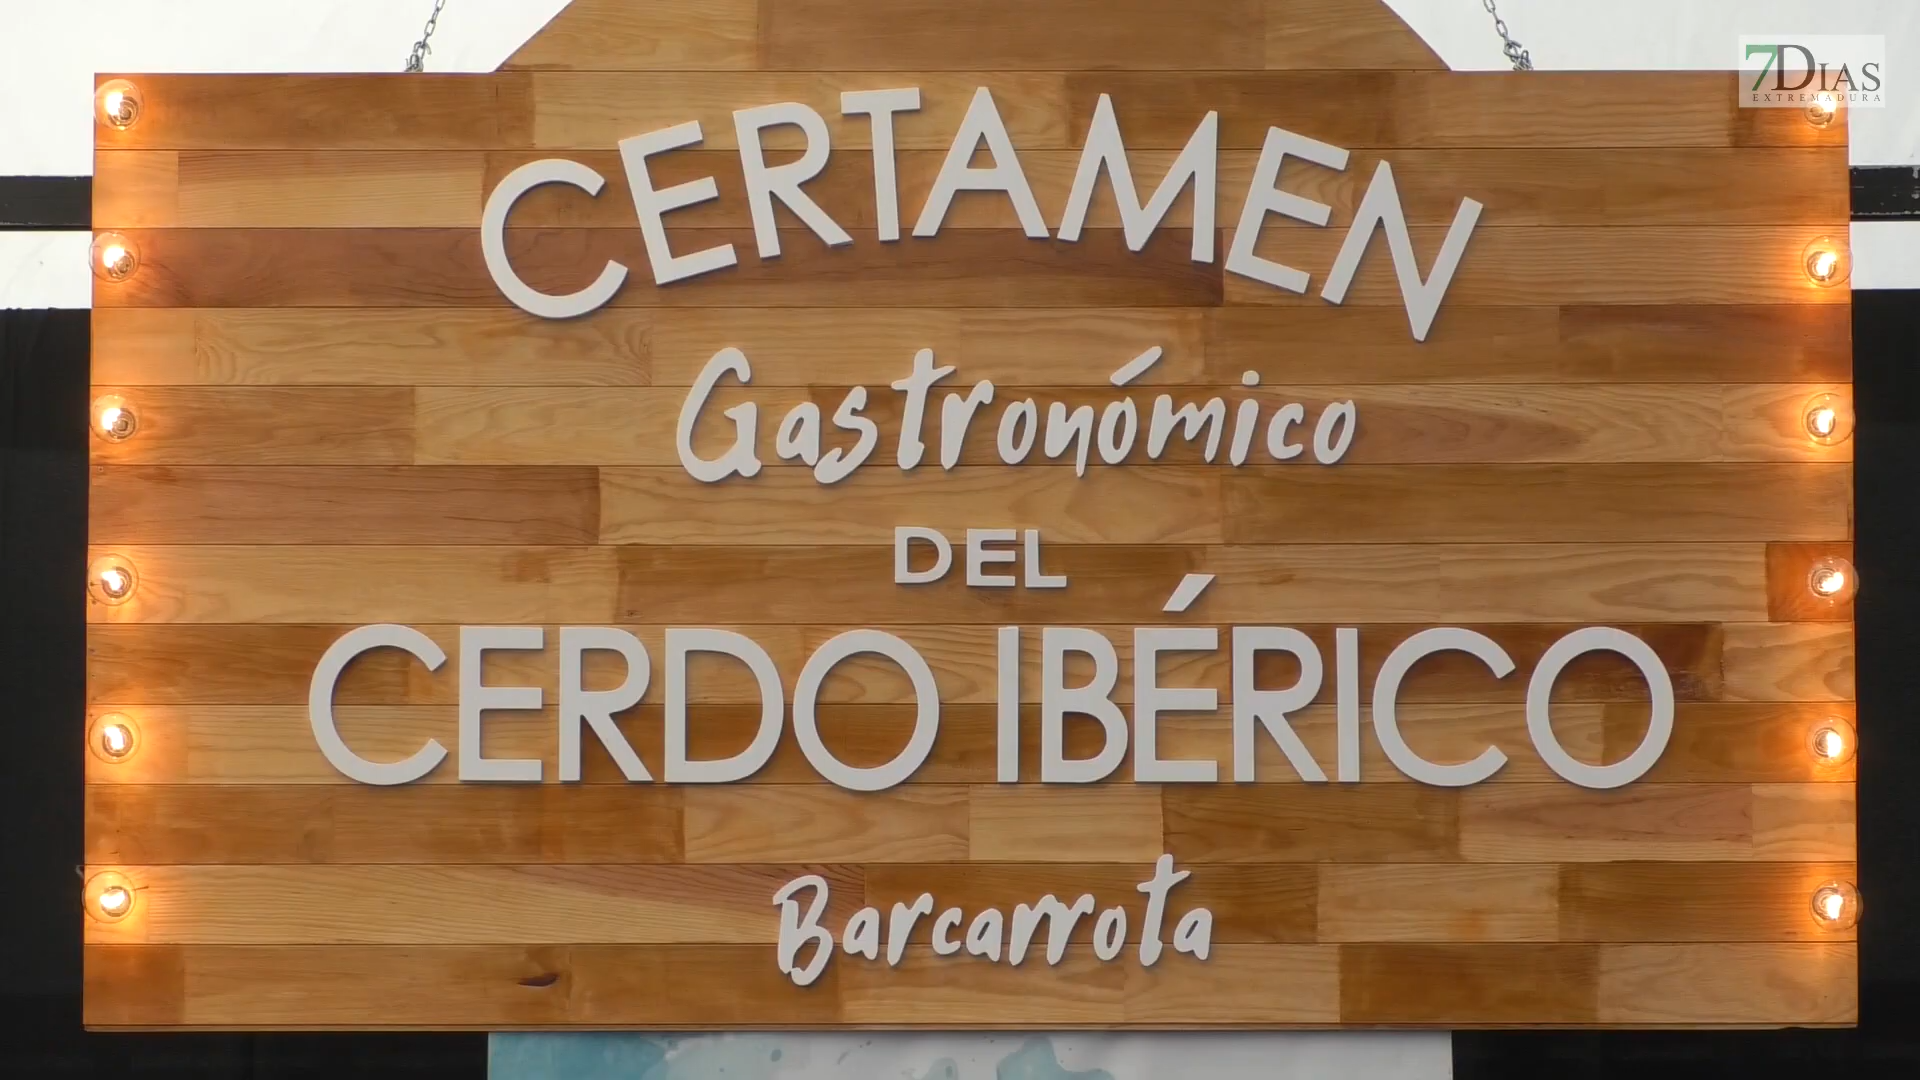 7DIAS
EXTREMADURA
CERTAMEN
Gastronómico
DEL
CERDO IBÉRICO
Barcarrota